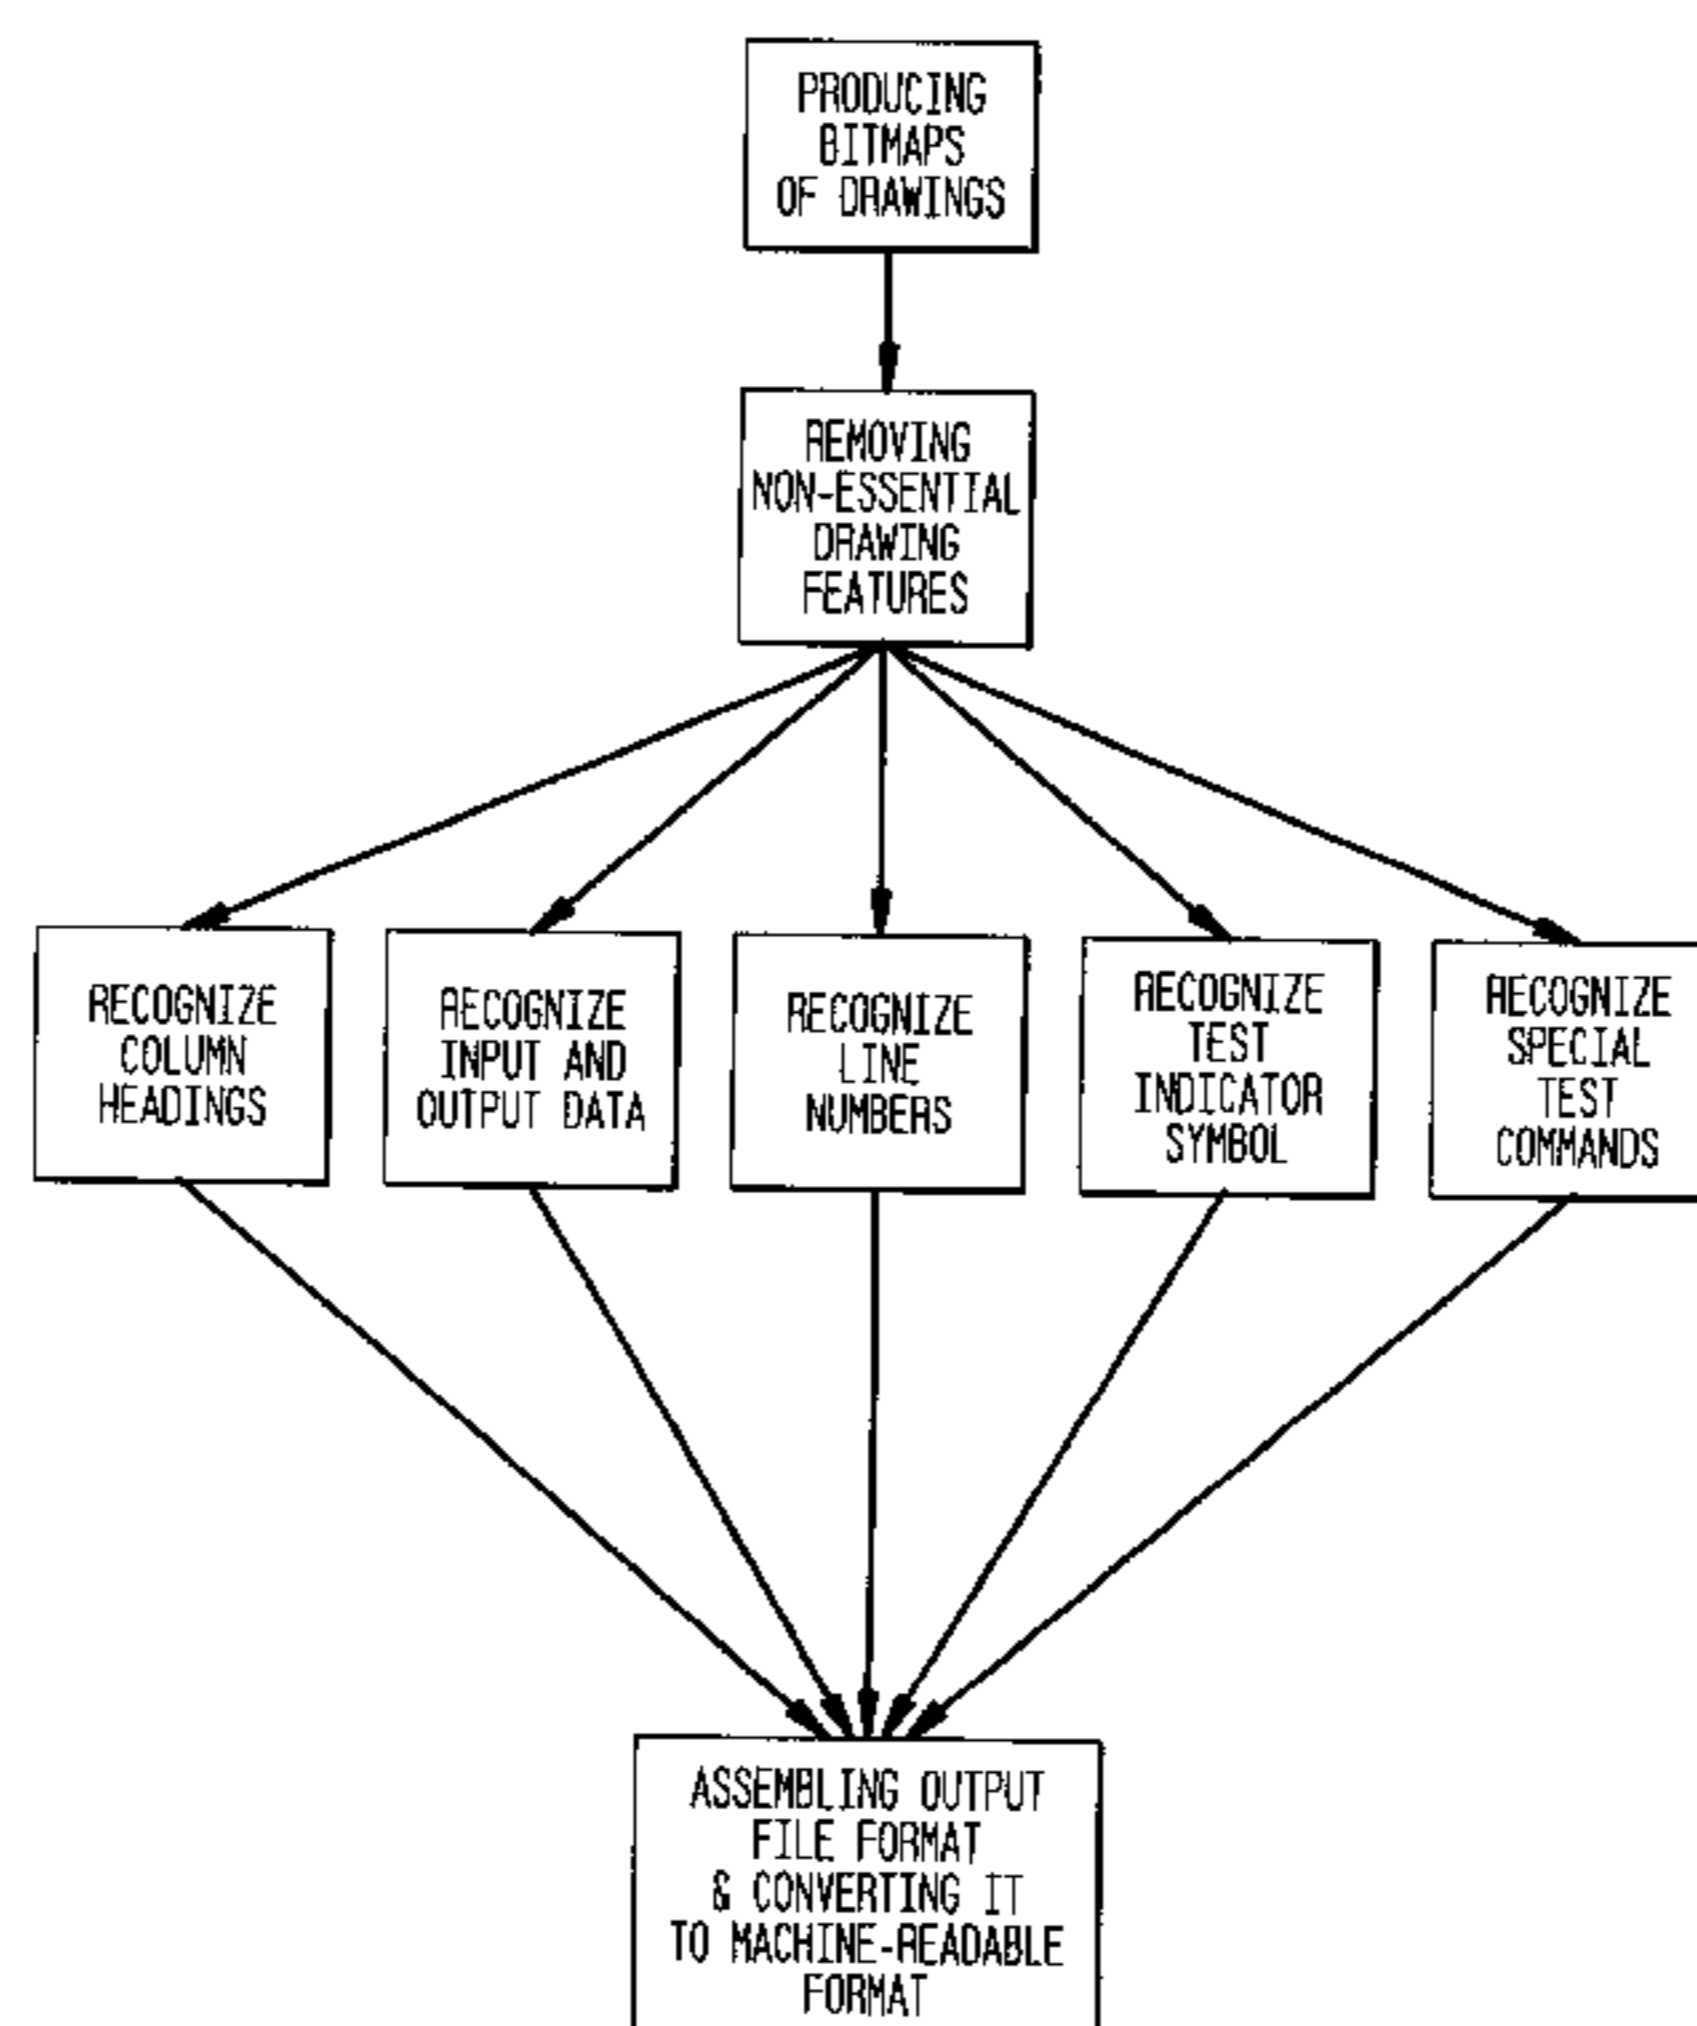 PRODUCING
BITMAPS
OF DRAWINGS
REMOVING
NON-ESSENTIAL
DRAWING
FEATURES
RECOGNIZE
COLUMN
HEADINGS
RECOGNIZE
INPUT AND
OUTPUT DATA
RECOGNIZE
LINE
NUMBERS
RECOGNIZE
TEST
INDICATOR
SYMBOL
RECOGNIZE
SPECIAL
TEST
COMMANDS
ASSEMBLING OUTPUT
FILE FORMAT
& CONVERTING IT
TO MACHINE-READABLE
FORMAT